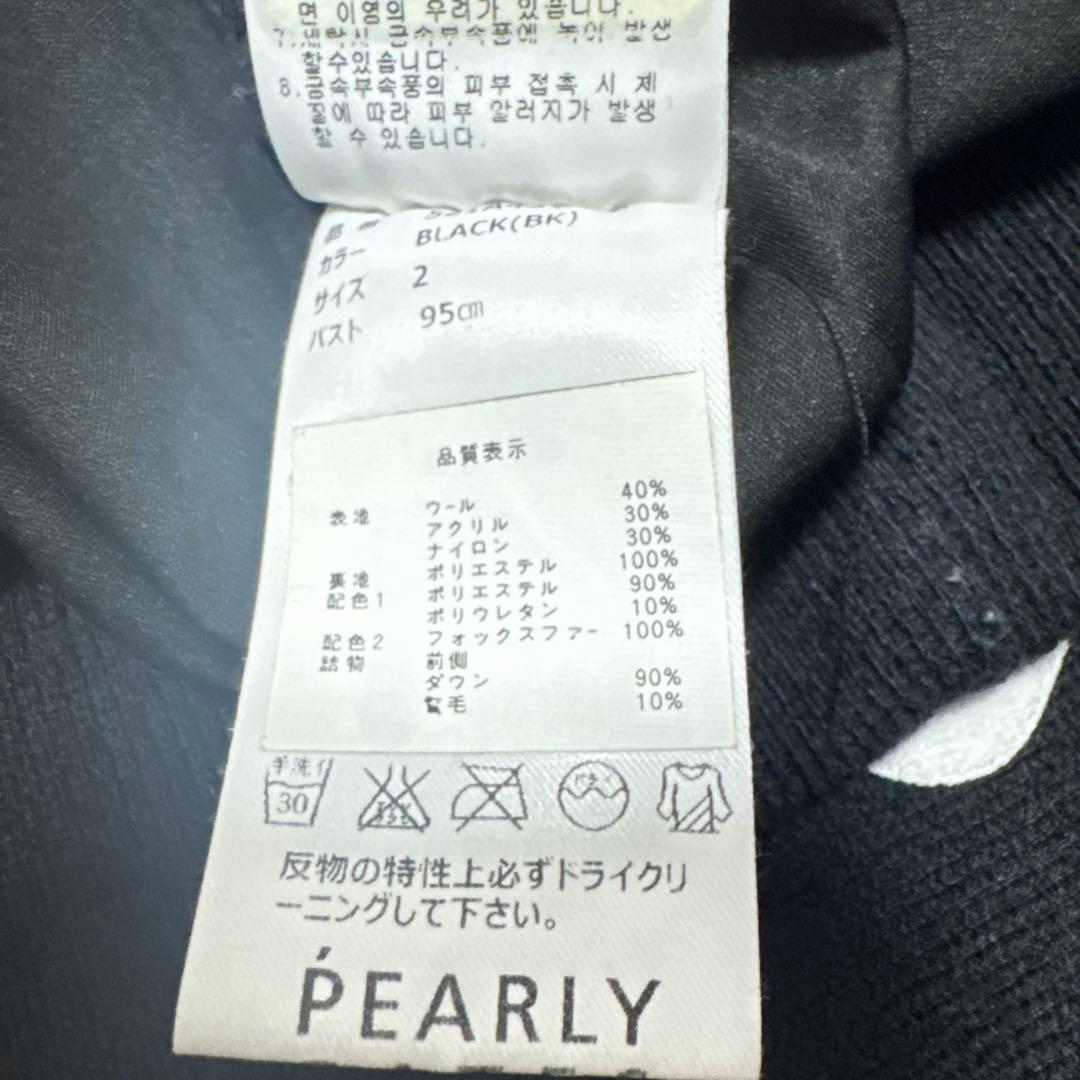 면 이염의 우려가 있습니다.
7.세탁시 금속부속품에 녹이 발생
할수있습니다.
8.금속부속품의 피부 접촉 시 체
질에 따라 피부 알러지가 발생
할 수 있습니다.
カラー BLACK(BK)
サイズ 2
バスト 95㎝
品質表示
表地 ウール 40%
アクリル 30%
ナイロン 30%
裏地 ポリエステル 100%
配色1 ポリエステル 90%
ポリウレタン 10%
配色2 フォックスファー 100%
詰物 前側
ダウン 90%
髦毛 10%
手洗イ
30
ドライ
反物の特性上必ずドライクリ
ーニングして下さい。
PEARLY